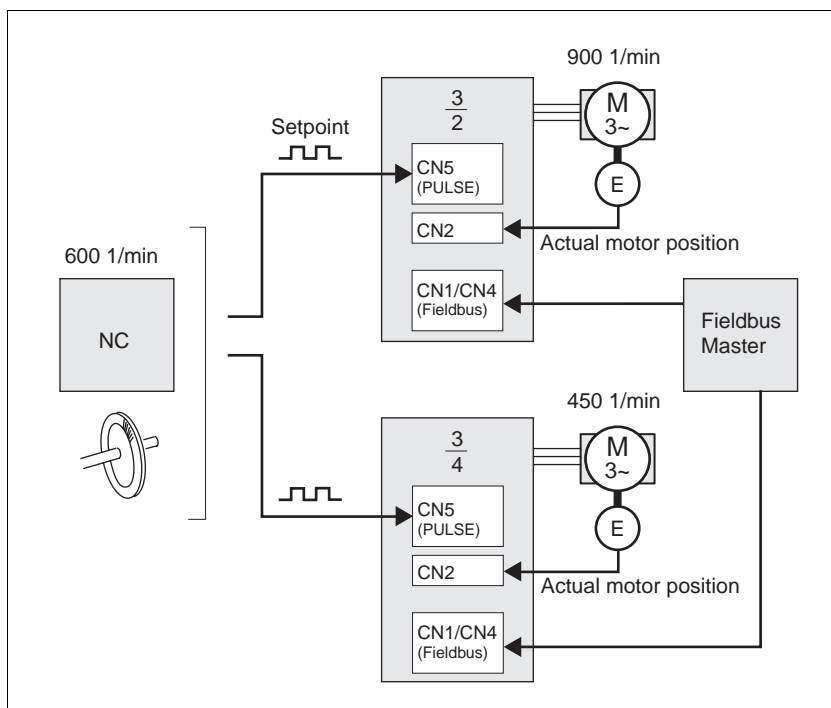 900 1/min
3
2
M
3~
Setpoint
CN5
(PULSE)
E
CN2
Actual motor position
600 1/min
NC
CN1/CN4
(Fieldbus)
Fieldbus
Master
450 1/min
3
4
M
3~
CN5
(PULSE)
E
CN2
Actual motor position
CN1/CN4
(Fieldbus)